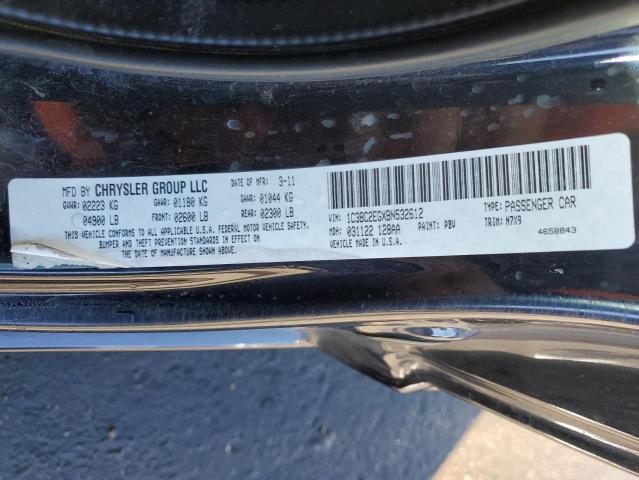 MFD BY CHRYSLER GROUP LLC DATE OF MFR: 3-11
GVWR: 02223 KG GAWR: 01180 KG GAWR: 01044 KG
04900 LB FRONT: 02600 LB REAR: 02300 LB
THIS VEHICLE CONFORMS TO ALL APPLICABLE U.S.A. FEDERAL MOTOR VEHICLE SAFETY,
BUMPER AND THEFT PREVENTION STANDARDS IN EFFECT ON
THE DATE OF MANUFACTURE SHOWN ABOVE.
VIN: 1C3BC2EGXBN532612 TYPE: PASSENGER CAR
MDH: 031122 128AA PAINT: PBV TRIM: N7X9
VEHICLE MADE IN U.S.A. 4658843